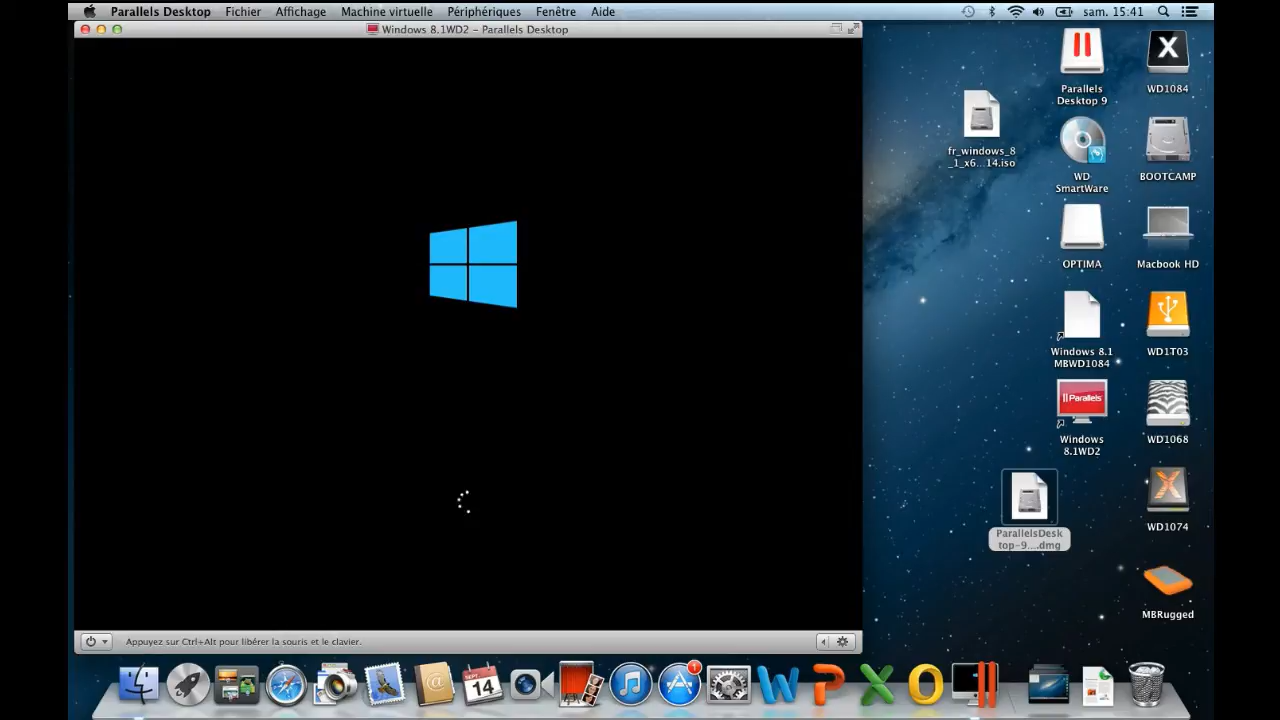 Parallels Desktop Fichier Affichage Machine virtuelle Périphériques Fenêtre Aide sam. 15:41
Windows 8.1WD2 – Parallels Desktop
Parallels
Desktop 9
WD1084
fr_windows_8
_1_x6...14.iso
WD
SmartWare
BOOTCAMP
OPTIMA
Macbook HD
Windows 8.1
MBWD1084
WD1T03
Parallels
Windows
8.1WD2
WD1068
ParallelsDesk
top-9....dmg
WD1074
MBRugged
Appuyez sur Ctrl+Alt pour libérer la souris et le clavier.
SEPT.
14
1